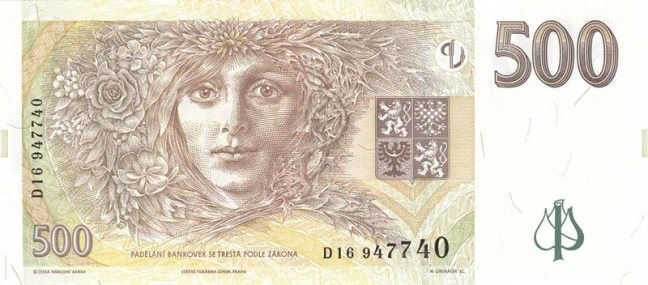 500
D16 947740
500
PADĚLÁNÍ BANKOVEK SE TRESTÁ PODLE ZÁKONA
D16 947740
© ČESKÁ NÁRODNÍ BANKA
STÁTNÍ TISKÁRNA CENIN, PRAHA
M. ONDRÁČEK SC.